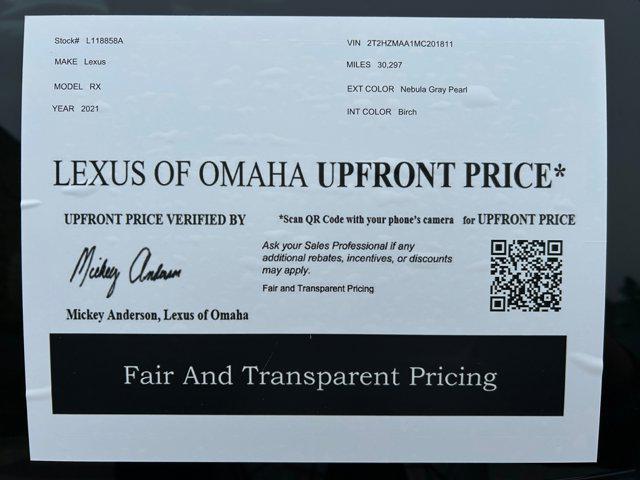 Stock# L118858A
MAKE Lexus
MODEL RX
YEAR 2021
VIN 2T2HZMAA1MC201811
MILES 30,297
EXT COLOR Nebula Gray Pearl
INT COLOR Birch
LEXUS OF OMAHA UPFRONT PRICE*
UPFRONT PRICE VERIFIED BY
*Scan QR Code with your phone's camera for UPFRONT PRICE
Mickey Anderson
Mickey Anderson, Lexus of Omaha
Ask your Sales Professional if any
additional rebates, incentives, or discounts
may apply.
Fair and Transparent Pricing
Fair And Transparent Pricing